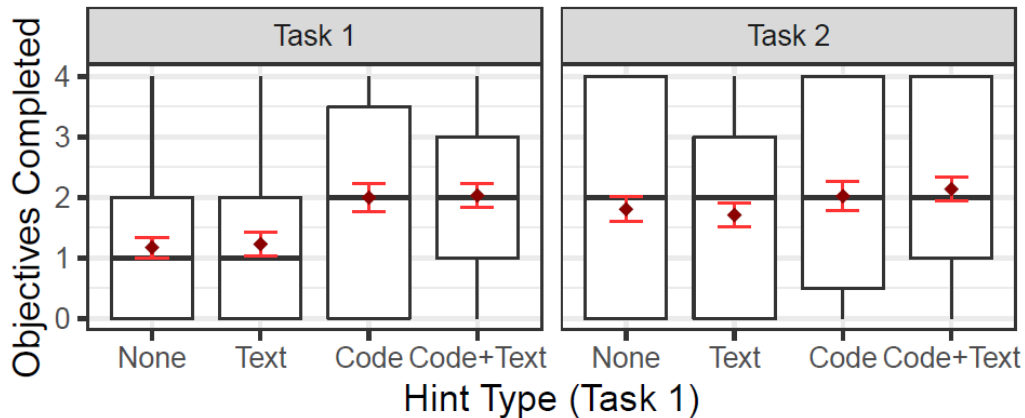 Task 1 Task 2
Objectives Completed
4
3
2
1
0
None Text Code Code+Text None Text Code Code+Text
Hint Type (Task 1)